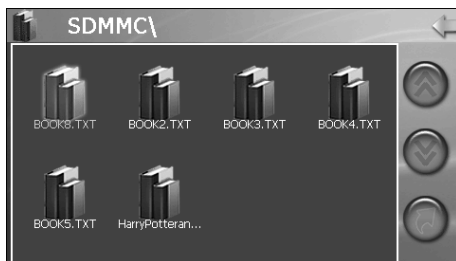 SDMMC\
BOOK8.TXT BOOK2.TXT BOOK3.TXT BOOK4.TXT
BOOK5.TXT HarryPotteran...